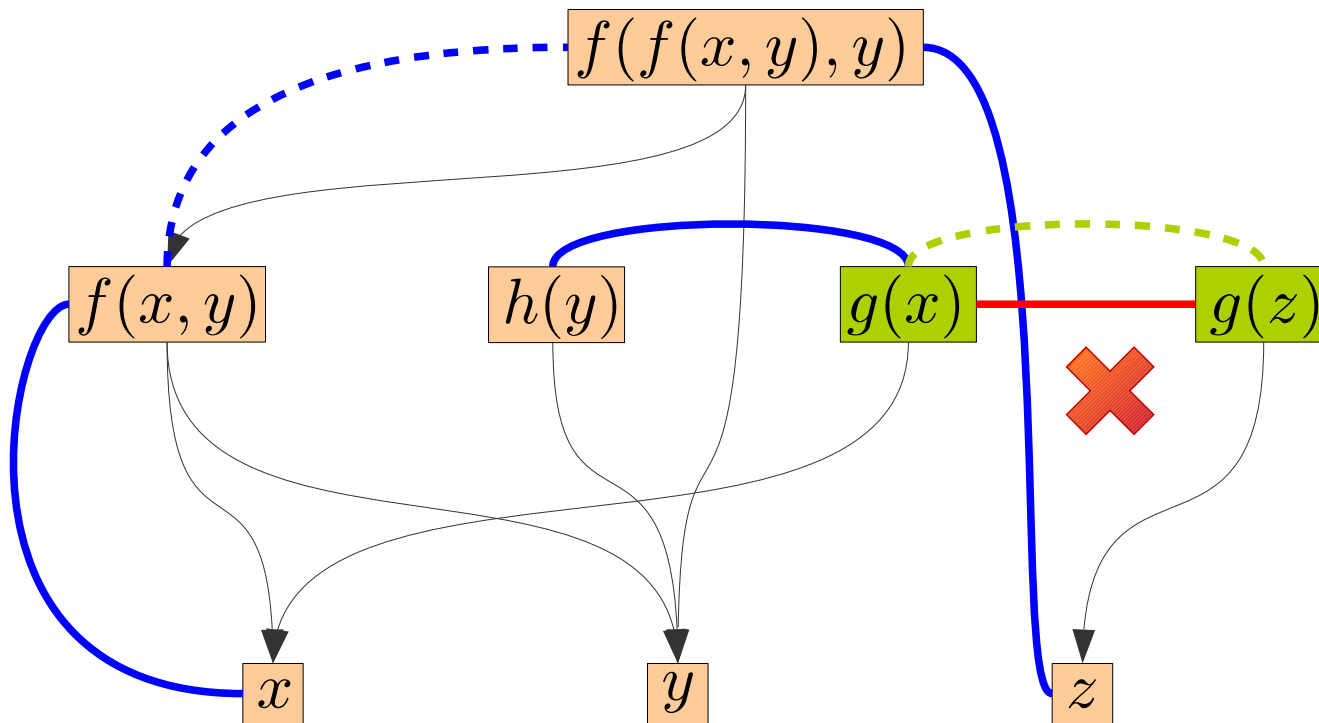 f(f(x, y), y)
f(x, y)
h(y)
g(x)
g(z)
x
y
z